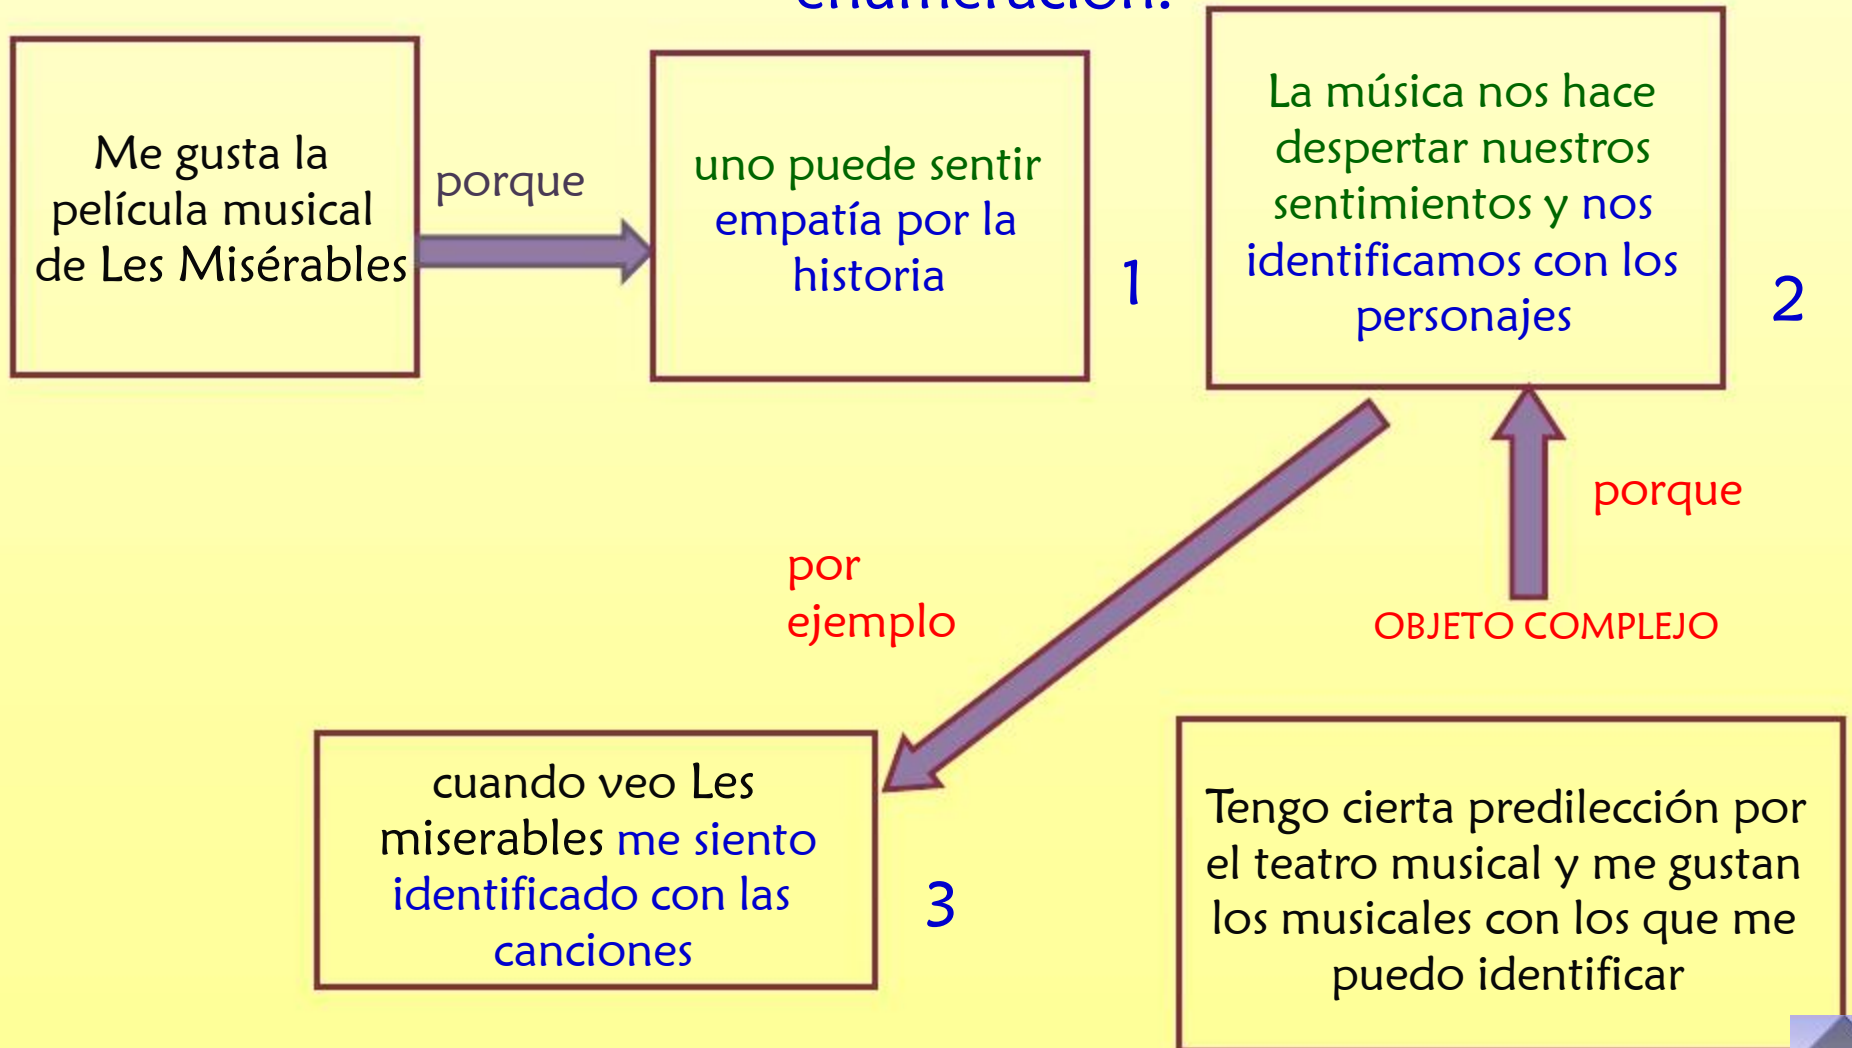 enumeración.
Me gusta la
película musical
de Les Misérables
porque
uno puede sentir
empatía por la
historia
1
La música nos hace
despertar nuestros
sentimientos y nos
identificamos con los
personajes
2
porque
OBJETO COMPLEJO
por
ejemplo
cuando veo Les
miserables me siento
identificado con las
canciones
3
Tengo cierta predilección por
el teatro musical y me gustan
los musicales con los que me
puedo identificar